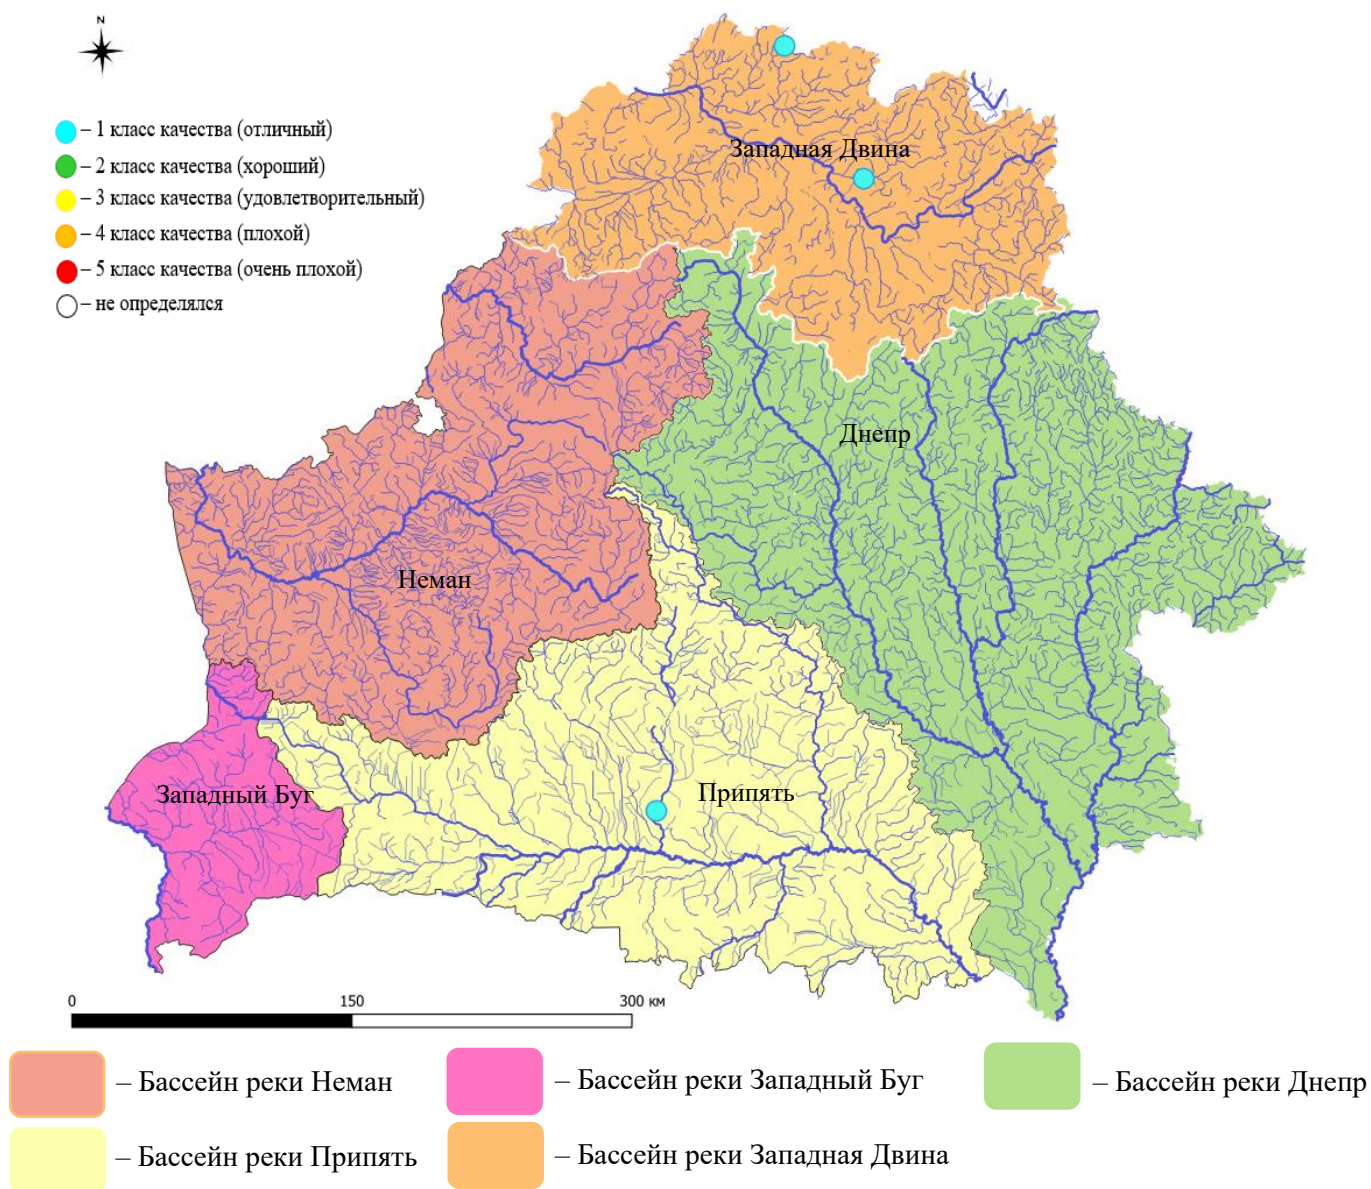 N
– 1 класс качества (отличный)
– 2 класс качества (хороший)
– 3 класс качества (удовлетворительный)
– 4 класс качества (плохой)
– 5 класс качества (очень плохой)
– не определялся
Западная Двина
Днепр
Неман
Припять
Западный Буг
0 150 300 км
– Бассейн реки Неман – Бассейн реки Западный Буг – Бассейн реки Днепр
– Бассейн реки Припять – Бассейн реки Западная Двина